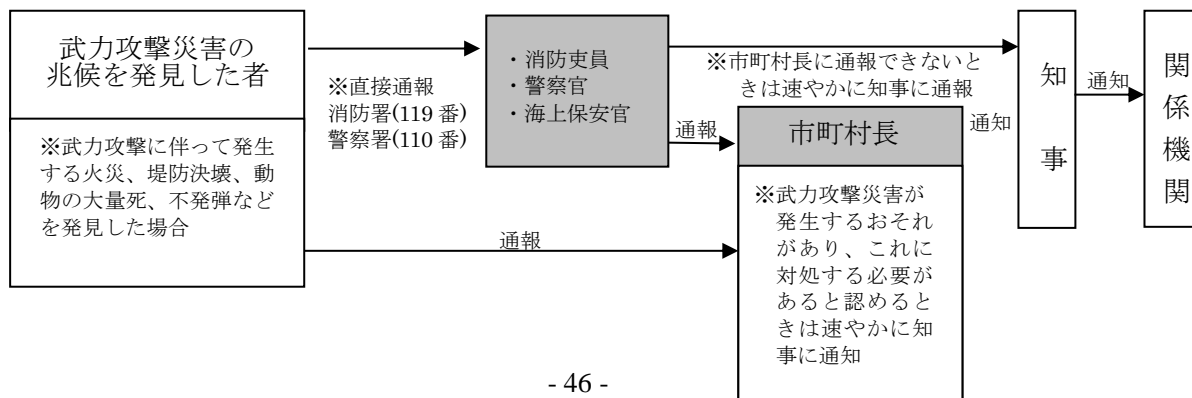 武力攻撃災害の
兆候を発見した者
※武力攻撃に伴って発生
する火災、堤防決壊、動
物の大量死、不発弾など
を発見した場合
※直接通報
消防署(119 番)
警察署(110 番)
・消防吏員
・警察官
・海上保安官
※市町村長に通報できないと
きは速やかに知事に通報
通報
市町村長
通知
※武力攻撃災害が
発生するおそれ
があり、これに
対処する必要が
あると認めると
きは速やかに知
事に通知
通報
知事
通知
関係機関
- 46 -